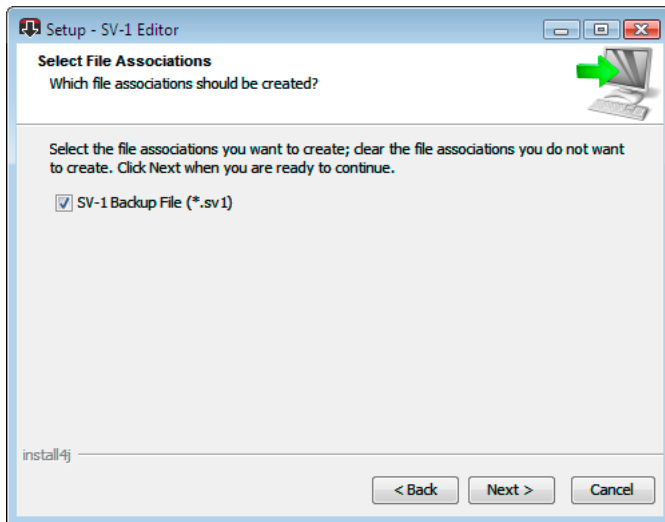 Setup - SV-1 Editor
Select File Associations
Which file associations should be created?
Select the file associations you want to create; clear the file associations you do not want
to create. Click Next when you are ready to continue.
SV-1 Backup File (*.sv1)
install4j
< Back Next > Cancel